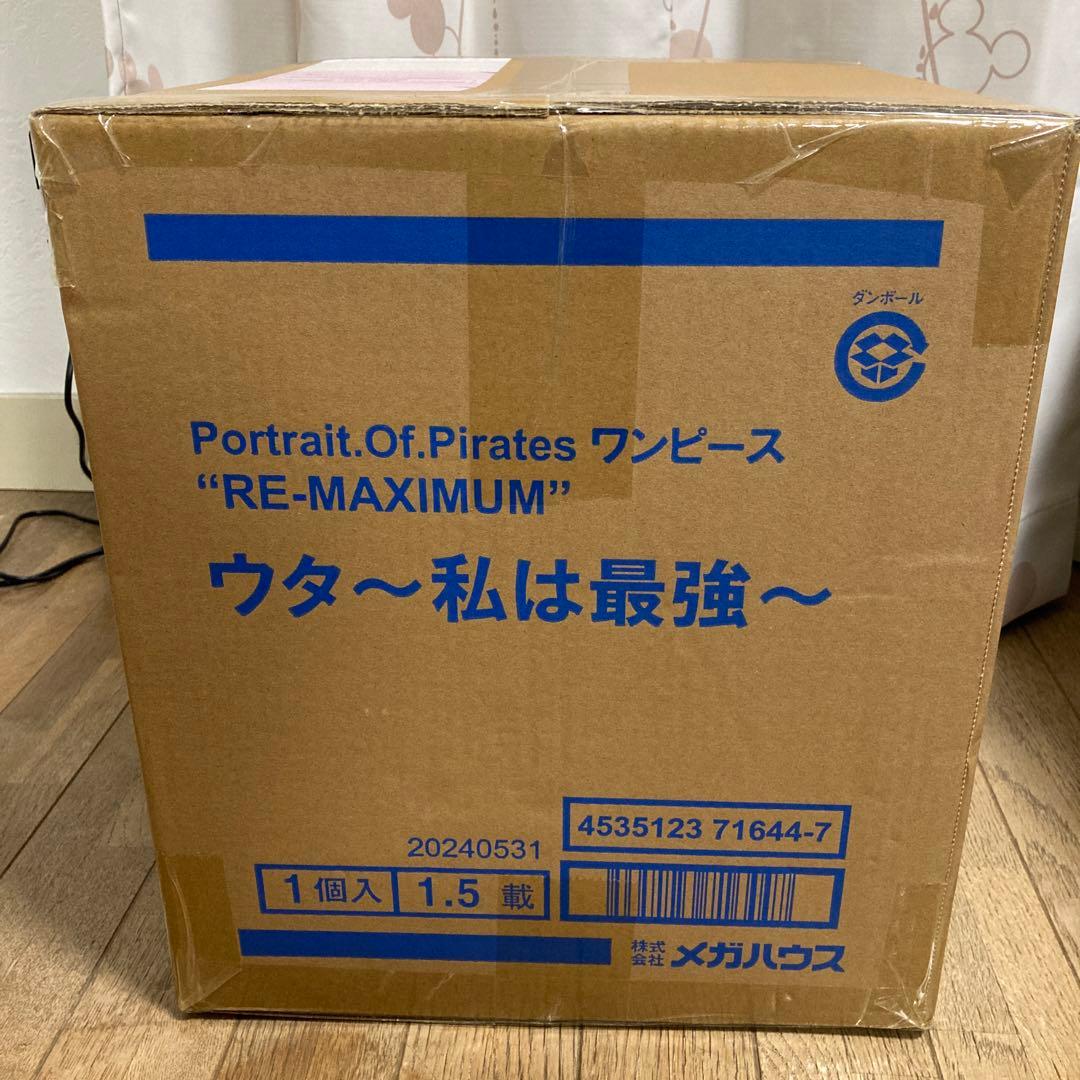 ダンボール
Portrait.Of.Pirates ワンピース
“RE-MAXIMUM”
ウタ～私は最強～
4535123 71644-7
20240531
1個入 1.5 載
株式会社 メガハウス